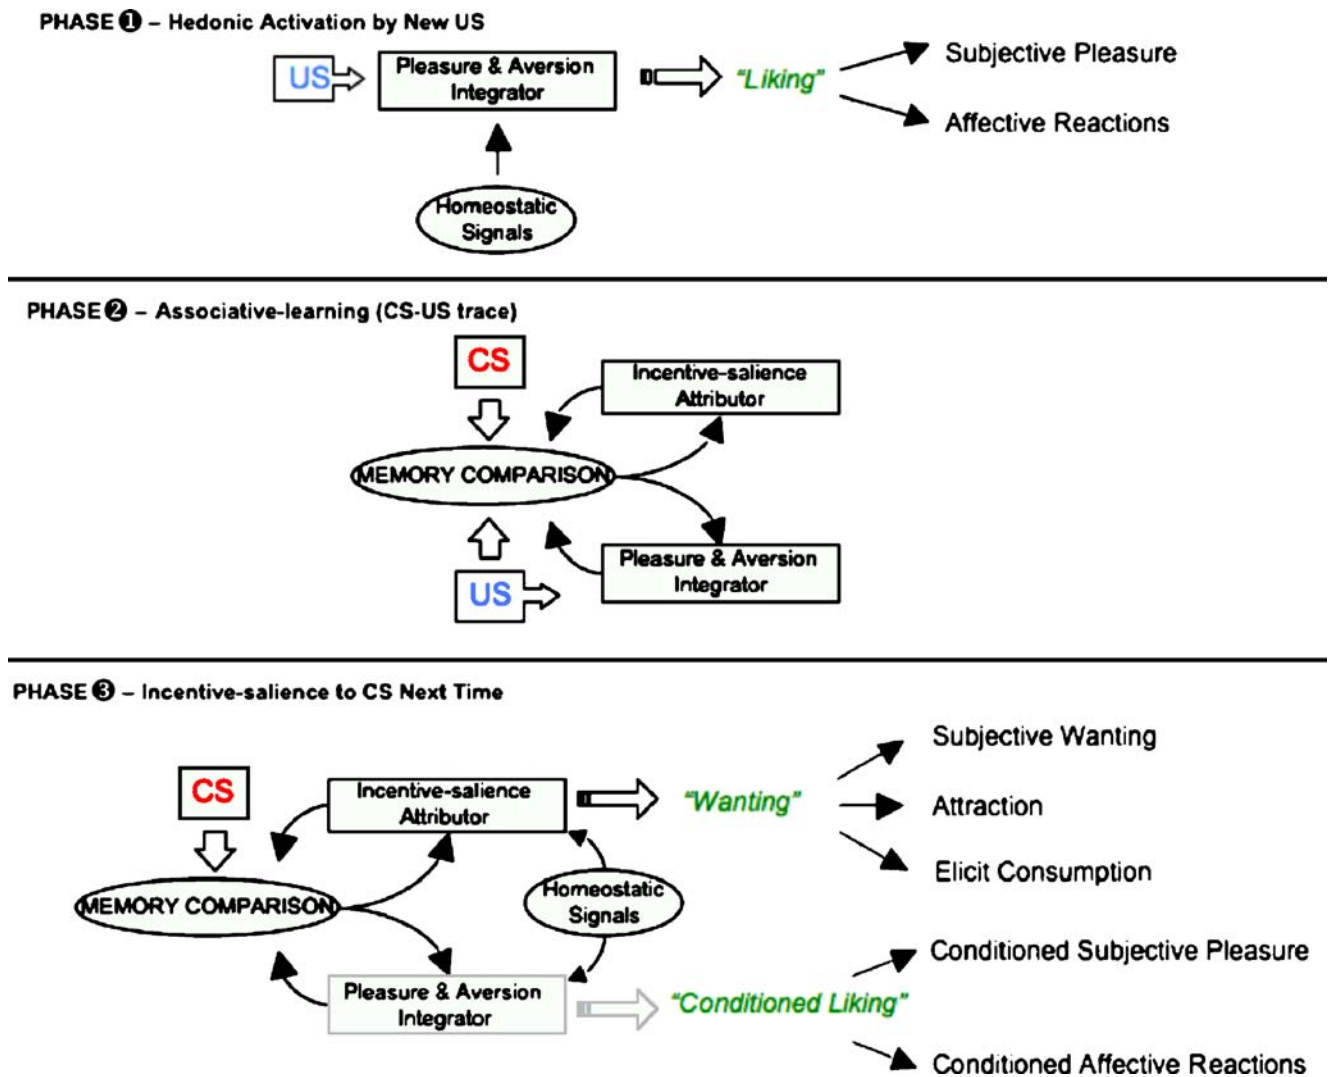 PHASE ❶ – Hedonic Activation by New US
US
Pleasure & Aversion
Integrator
"Liking"
Subjective Pleasure
Affective Reactions
Homeostatic
Signals
PHASE ❷ – Associative-learning (CS-US trace)
CS
Incentive-salience
Attributor
MEMORY COMPARISON
Pleasure & Aversion
Integrator
US
PHASE ❸ – Incentive-salience to CS Next Time
CS
Incentive-salience
Attributor
"Wanting"
Subjective Wanting
Attraction
Elicit Consumption
MEMORY COMPARISON
Homeostatic
Signals
Pleasure & Aversion
Integrator
"Conditioned Liking"
Conditioned Subjective Pleasure
Conditioned Affective Reactions